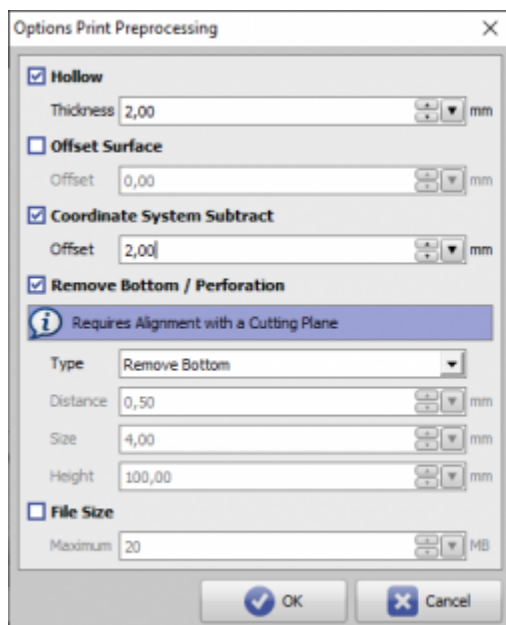 Options Print Preprocessing
Hollow
Thickness 2,00 mm
Offset Surface
Offset 0,00 mm
Coordinate System Subtract
Offset 2,00 mm
Remove Bottom / Perforation
i Requires Alignment with a Cutting Plane
Type Remove Bottom
Distance 0,50 mm
Size 4,00 mm
Height 100,00 mm
File Size
Maximum 20 MB
OK Cancel